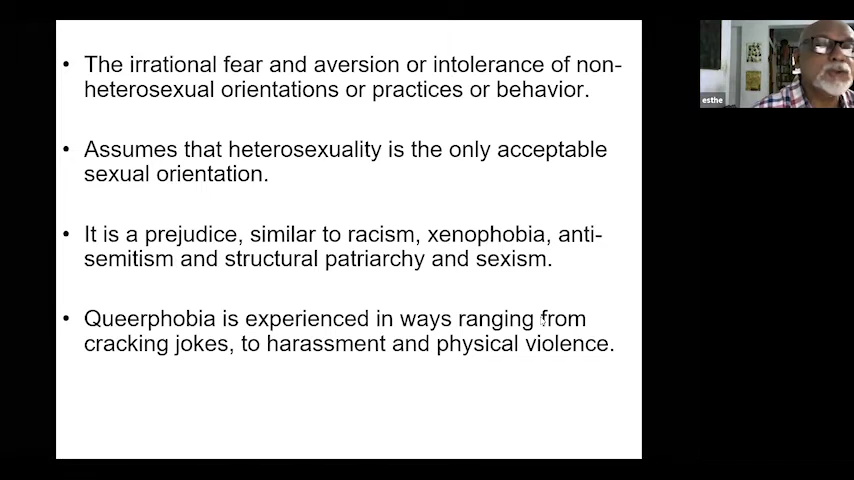 • The irrational fear and aversion or intolerance of non-
heterosexual orientations or practices or behavior.
• Assumes that heterosexuality is the only acceptable
sexual orientation.
• It is a prejudice, similar to racism, xenophobia, anti-
semitism and structural patriarchy and sexism.
• Queerphobia is experienced in ways ranging from
cracking jokes, to harassment and physical violence.
esthe